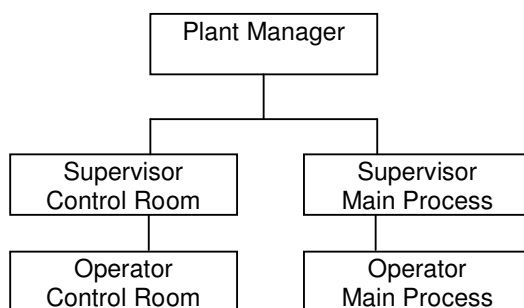 Plant Manager
Supervisor
Control Room
Supervisor
Main Process
Operator
Control Room
Operator
Main Process